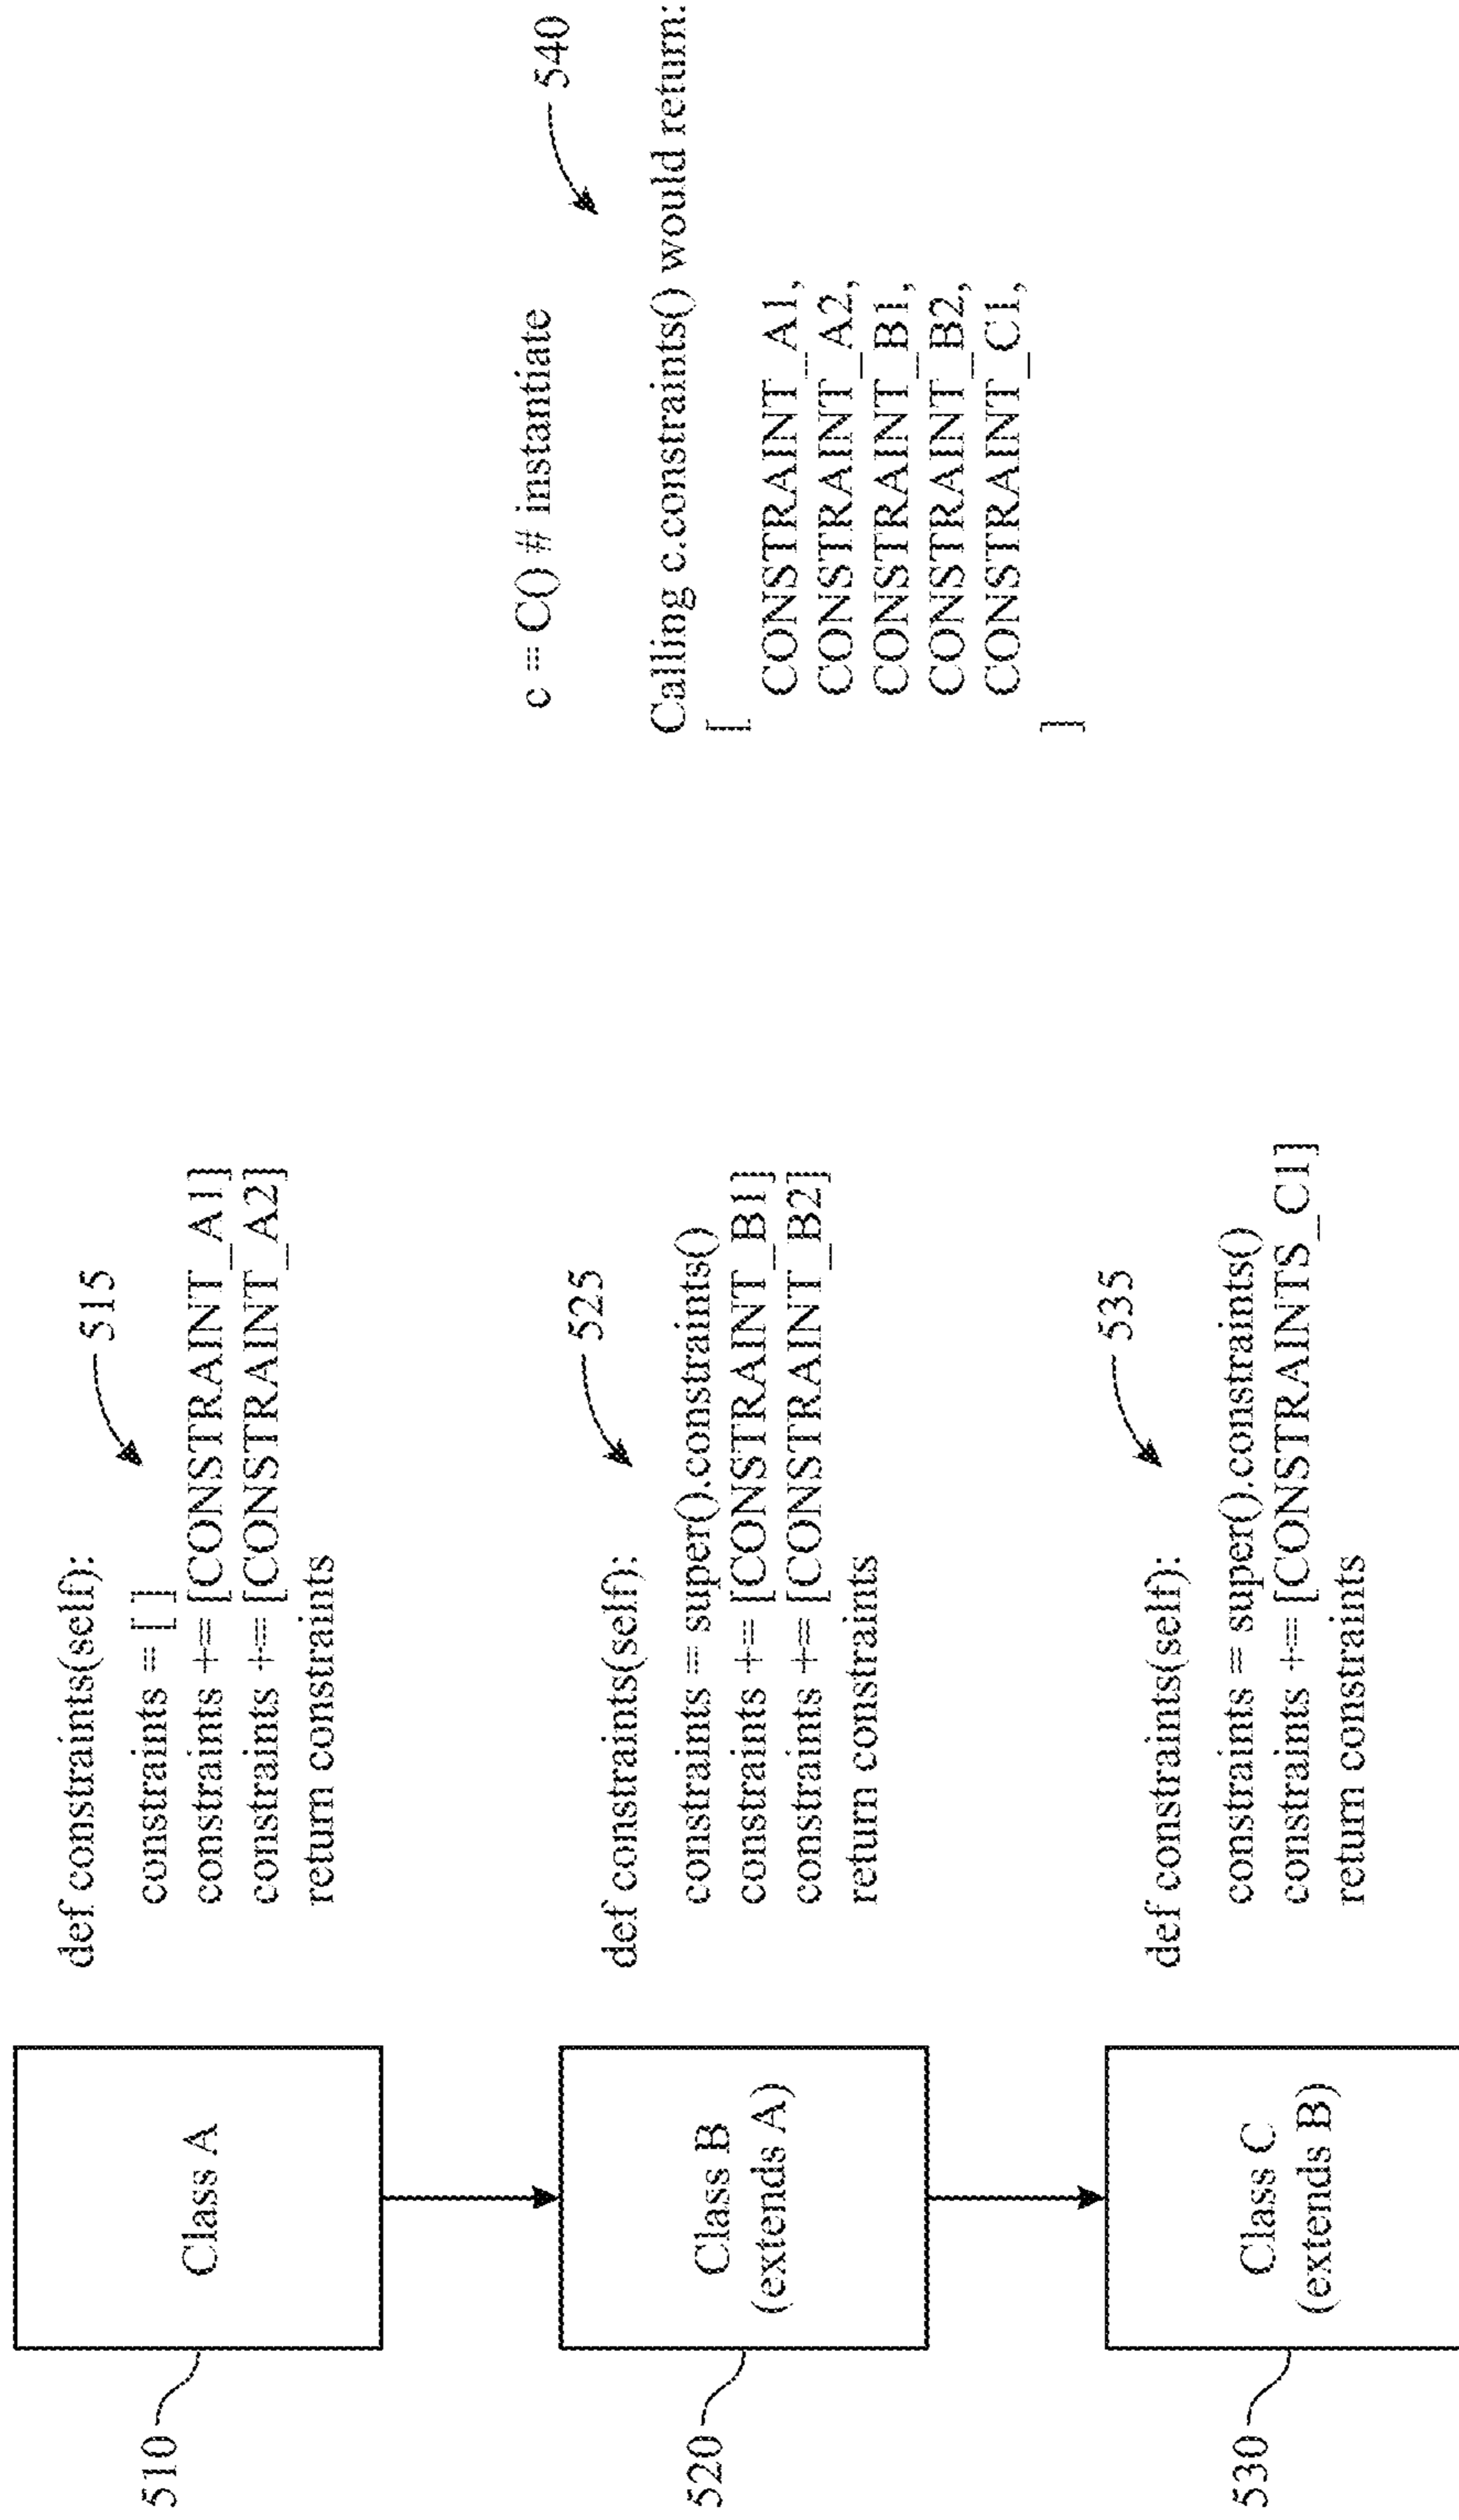 510
Class A
def constraints(self):
515
constraints = [ ]
constraints += [CONSTRAINT_A1]
constraints += [CONSTRAINT_A2]
return constraints
520
Class B
(extends A)
def constraints(self):
525
constraints = super().constraints()
constraints += [CONSTRAINT_B1]
constraints += [CONSTRAINT_B2]
return constraints
530
Class C
(extends B)
def constraints(self):
535
constraints = super().constraints()
constraints += [CONSTRAINTS_C1]
return constraints
c = C() # instantiate
540
Calling c.constraints() would return:
[
CONSTRAINT_A1,
CONSTRAINT_A2,
CONSTRAINT_B1,
CONSTRAINT_B2,
CONSTRAINT_C1,
]